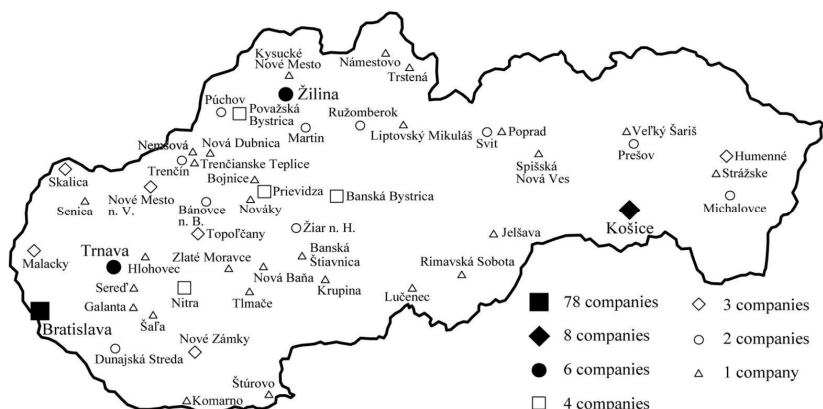 Kysucké
Nové Mesto
Námestovo
Trstená
Žilina
Púchov
Považská
Bystrica
Ružomberok
Martin
Liptovský Mikuláš
Svit
Poprad
Veľký Šariš
Prešov
Nemšová
Nová Dubnica
Trenčianske Teplice
Trenčín
Bojnice
Spišská
Nová Ves
Humenné
Strážske
Skalica
Nové Mesto
n. V.
Prievidza
Banská Bystrica
Michalovce
Senica
Bánovce
n. B.
Nováky
Košice
Žiar n. H.
Topoľčany
Jelšava
Malacky
Trnava
Hlohovec
Zlaté Moravce
Banská
Štiavnica
Nová Baňa
Rimavská Sobota
Krupina
Sereď
Nitra
Tlmače
Lučenec
Galanta
Šaľa
Bratislava
Nové Zámky
Dunajská Streda
Štúrovo
Komarno
78 companies
8 companies
6 companies
4 companies
3 companies
2 companies
1 company